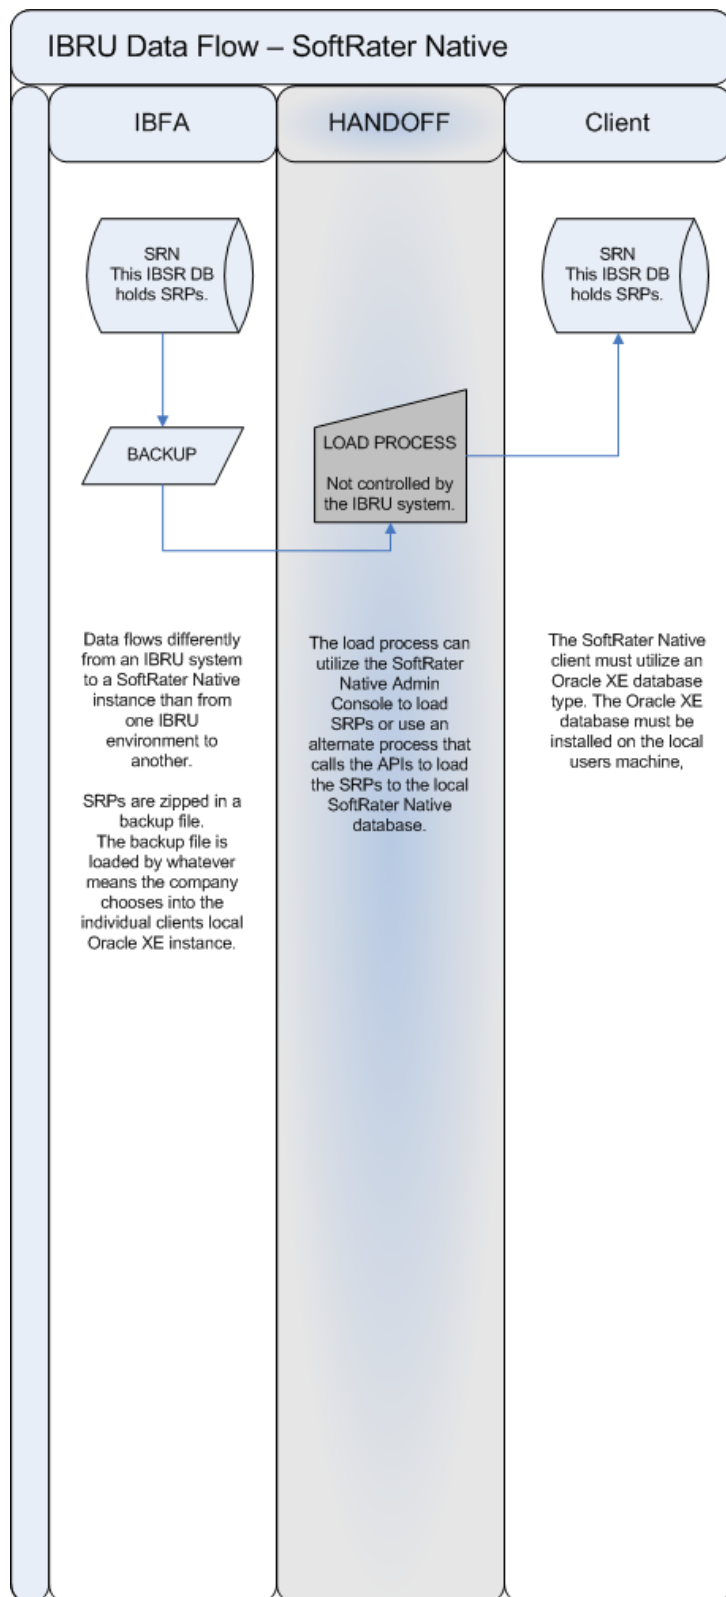 IBRU Data Flow – SoftRater Native
IBFA
HANDOFF
Client
SRN
This IBSR DB
holds SRPs.
SRN
This IBSR DB
holds SRPs.
BACKUP
LOAD PROCESS
Not controlled by
the IBRU system.
Data flows differently
from an IBRU system
to a SoftRater Native
instance than from
one IBRU
environment to
another.
SRPs are zipped in a
backup file.
The backup file is
loaded by whatever
means the company
chooses into the
individual clients local
Oracle XE instance.
The load process can
utilize the SoftRater
Native Admin
Console to load
SRPs or use an
alternate process that
calls the APIs to load
the SRPs to the local
SoftRater Native
database.
The SoftRater Native
client must utilize an
Oracle XE database
type. The Oracle XE
database must be
installed on the local
users machine,